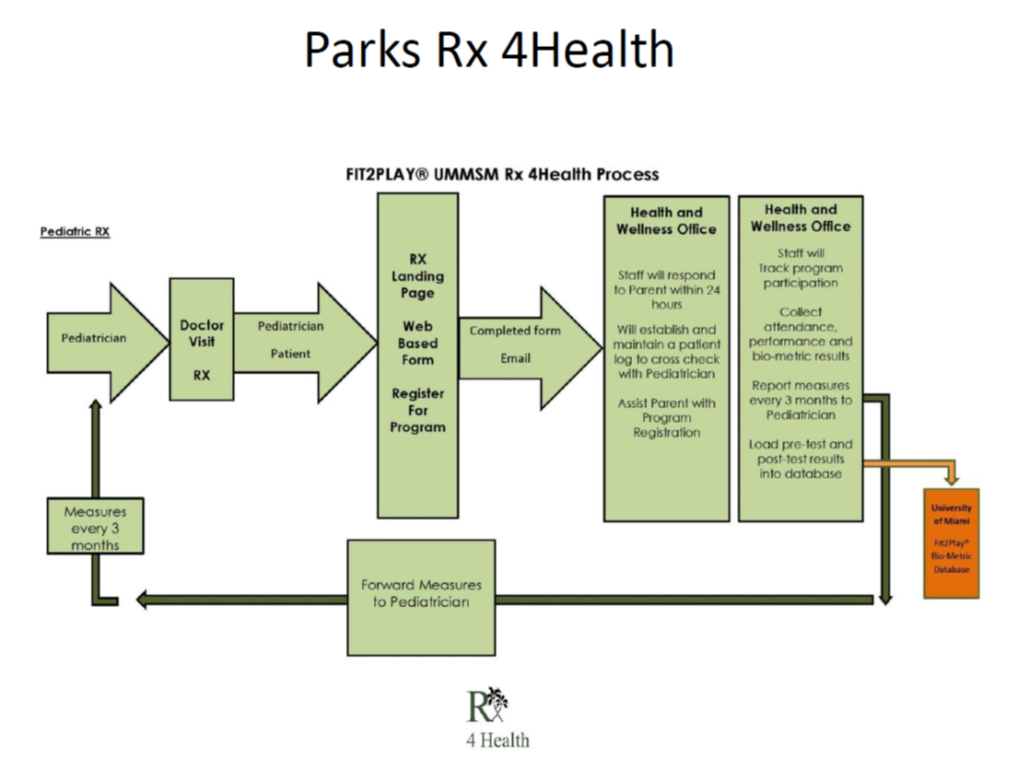 Parks Rx 4Health
FIT2PLAY® UMMSM Rx 4Health Process
Pediatric RX
Pediatrician
Doctor
Visit
RX
Pediatrician
Patient
RX
Landing
Page
Web
Based
Form
Register
For
Program
Completed form
Email
Health and
Wellness Office
Staff will respond
to Parent within 24
hours
Will establish and
maintain a patient
log to cross check
with Pediatrician
Assist Parent with
Program
Registration
Health and
Wellness Office
Staff will
Track program
participation
Collect
attendance,
performance and
bio-metric results
Report measures
every 3 months to
Pediatrician
Load pre-test and
post-test results
into database
University
of Miami
Fit2Play®
Bio-Metric
Database
Measures
every 3
months
Forward Measures
to Pediatrician
Rx
4 Health